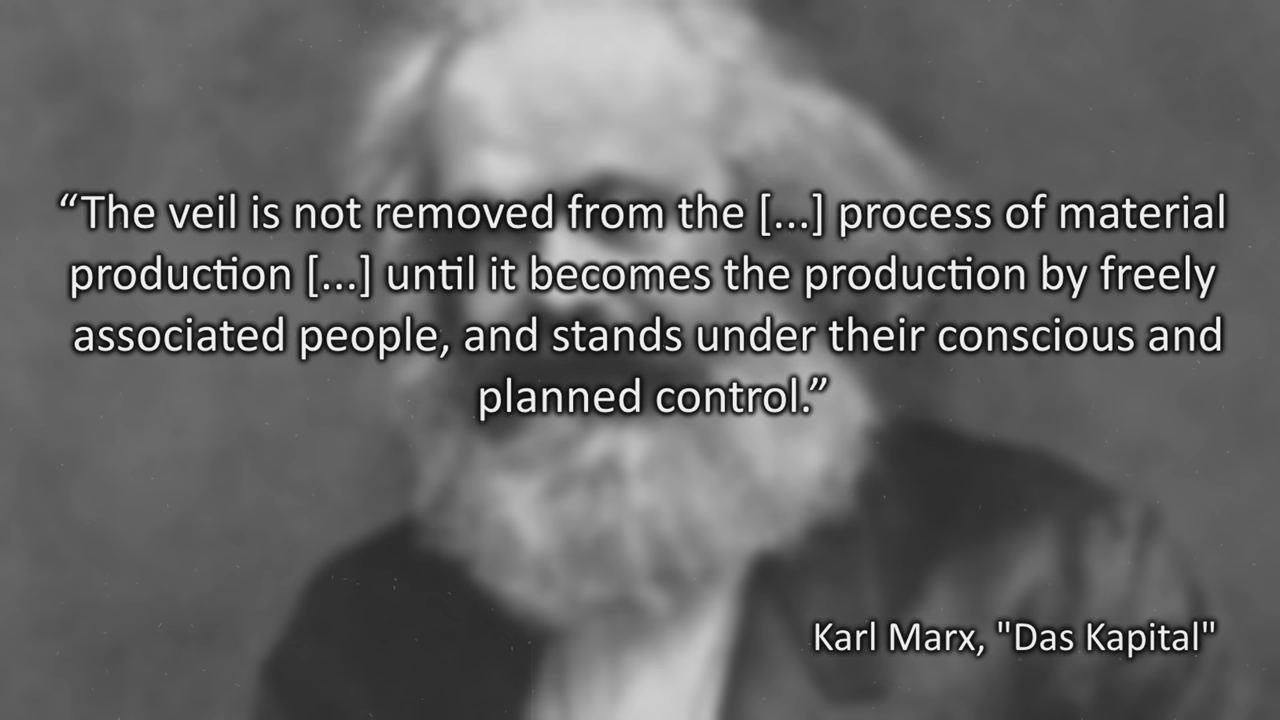 “The veil is not removed from the [...] process of material
production [...] until it becomes the production by freely
associated people, and stands under their conscious and
planned control.”
Karl Marx, "Das Kapital"